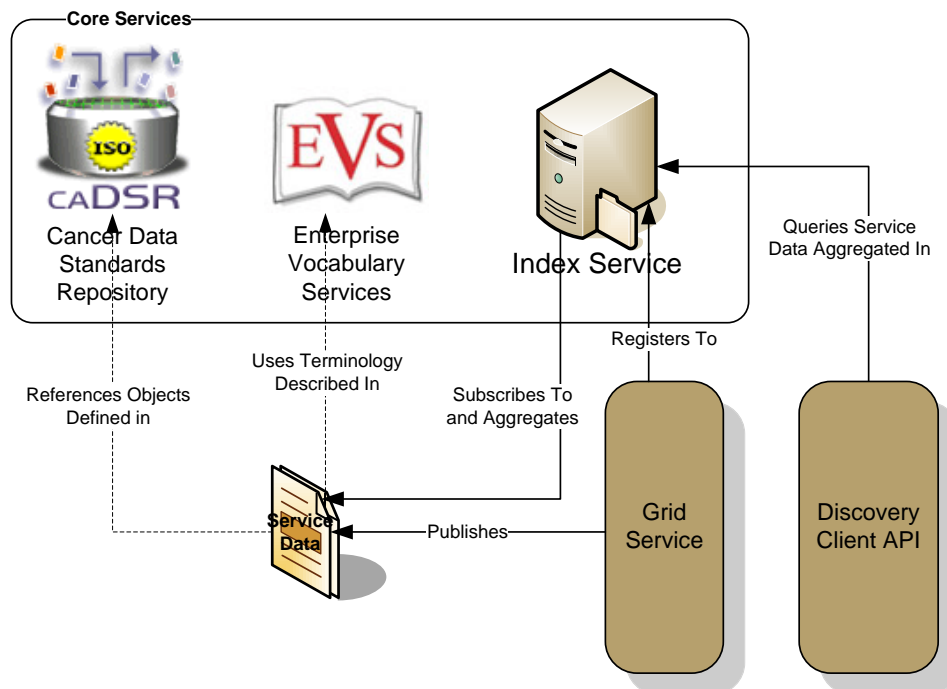 Core Services
ISO
caDSR
Cancer Data
Standards
Repository
EVS
Enterprise
Vocabulary
Services
Index Service
Queries Service
Data Aggregated In
Registers To
Uses Terminology
Described In
References Objects
Defined in
Subscribes To
and Aggregates
Service
Data
Publishes
Grid
Service
Discovery
Client API